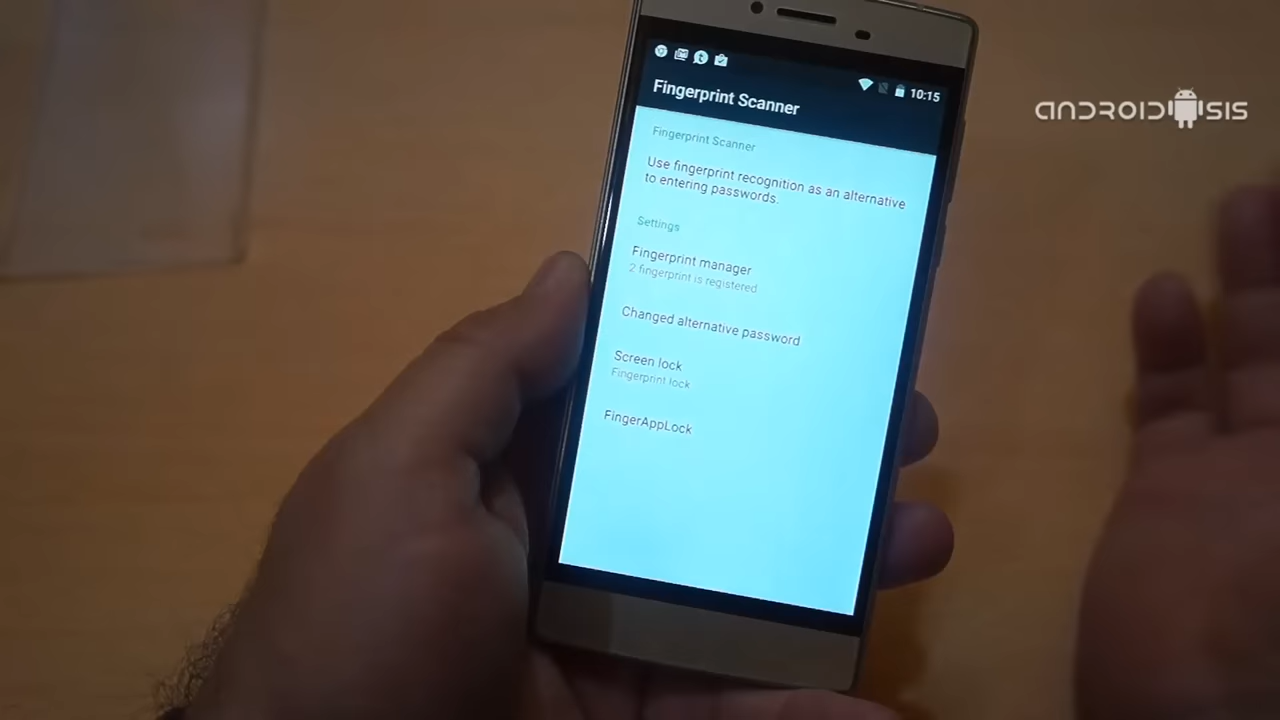 10:15
Fingerprint Scanner
Fingerprint Scanner
Use fingerprint recognition as an alternative
to entering passwords.
Settings
Fingerprint manager
2 fingerprint is registered
Changed alternative password
Screen lock
Fingerprint lock
FingerAppLock
ANDROIDSIS